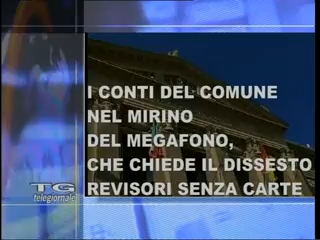 I CONTI DEL COMUNE
NEL MIRINO
DEL MEGAFONO,
CHE CHIEDE IL DISSESTO
REVISORI SENZA CARTE
TG
telegiornale